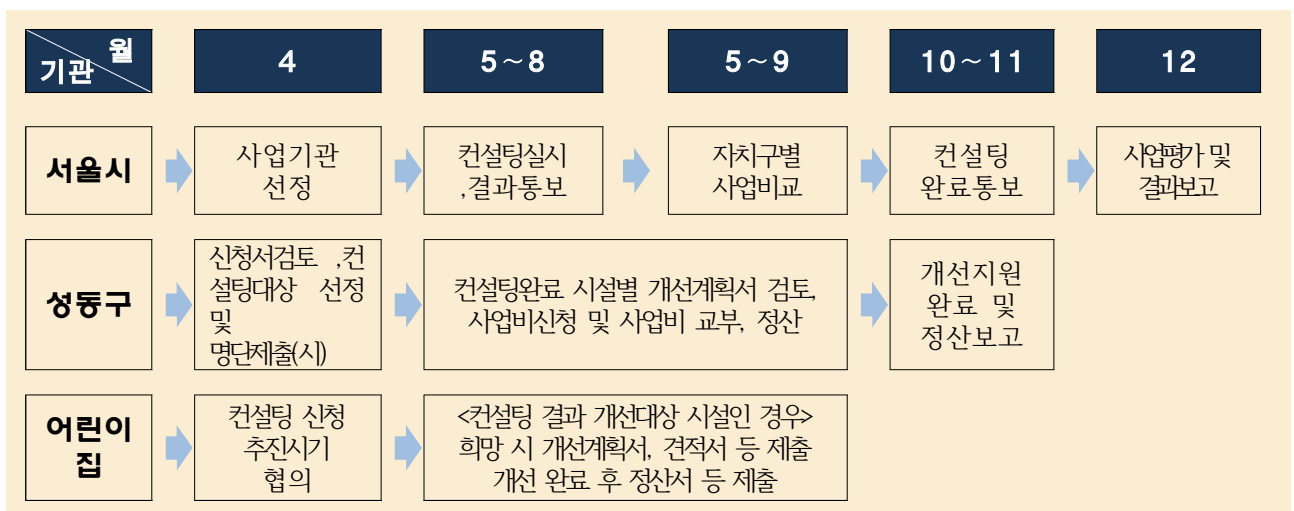 월
기관
4
5~8
5~9
10~11
12
서울시
사업기관
선정
컨설팅실시
,결과통보
자치구별
사업비교
컨설팅
완료통보
사업평가 및
결과보고
성동구
신청서검토 ,컨
설팅대상 선정
및
명단제출(시)
컨설팅완료 시설별 개선계획서 검토,
사업비신청 및 사업비 교부, 정산
개선지원
완료 및
정산보고
어린이
집
컨설팅 신청
추진시기
협의
<컨설팅 결과 개선대상 시설인 경우>
희망 시 개선계획서, 견적서 등 제출
개선 완료 후 정산서 등 제출